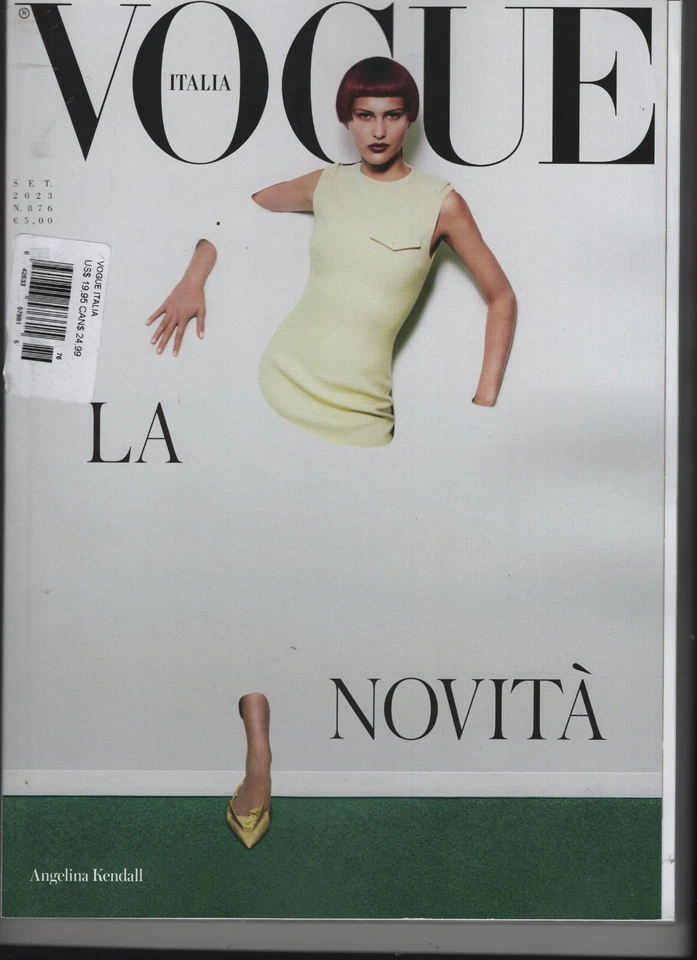 ®
VOGUE
ITALIA
SET.
2023
N. 876
€ 5,00
VOGUE ITALIA
US$ 19.95 CAN$ 24.99
76
LA
NOVITÀ
Angelina Kendall